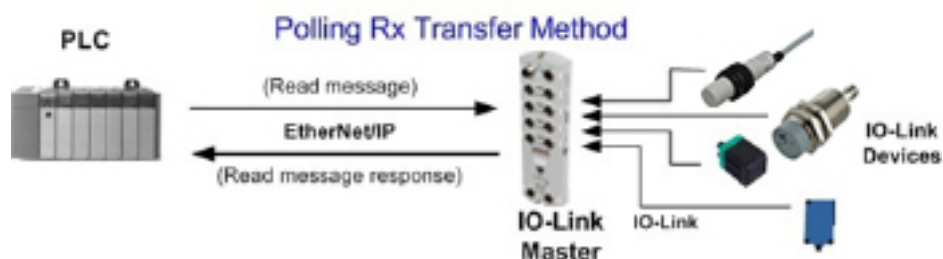 Polling Rx Transfer Method
PLC
(Read message)
EtherNet/IP
(Read message response)
IO-Link
Master
IO-Link
IO-Link
Devices